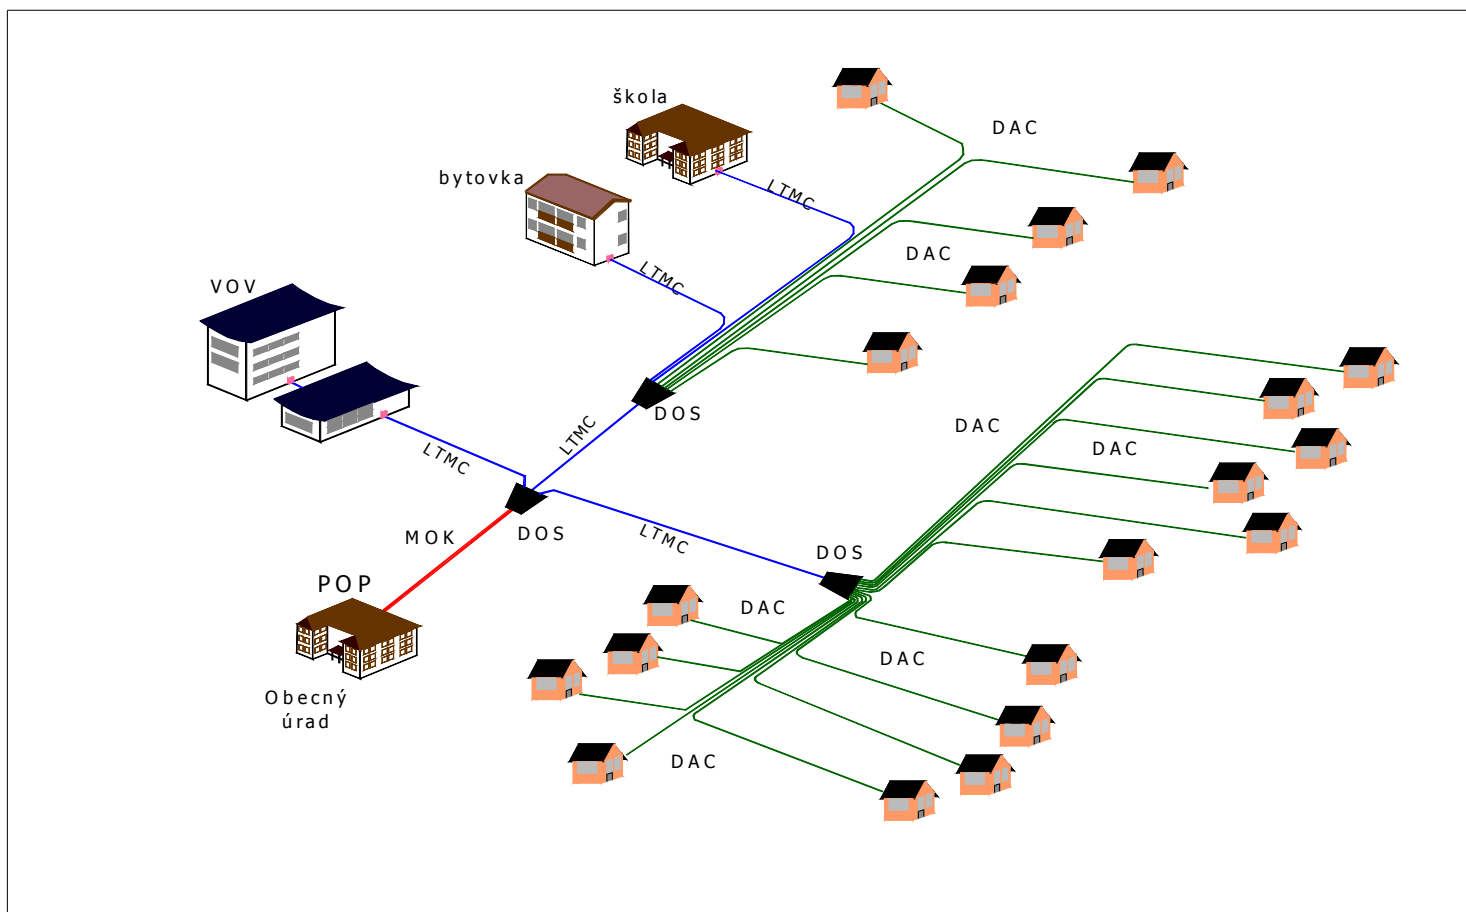 škola
DAC
bytovka
LTMC
LTMC
DAC
VOV
DOS
LTMC
DAC
DAC
LTMC
DOS
MOK
LTMC
DOS
POP
DAC
DAC
Obecný
úrad
DAC